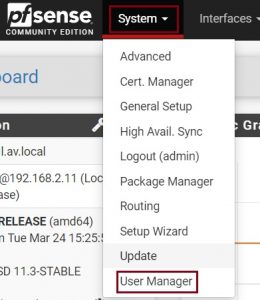 pfsense
COMMUNITY EDITION
System
Interfaces
board
Advanced
Cert. Manager
General Setup
High Avail. Sync
Logout (admin)
Package Manager
Routing
Setup Wizard
Update
User Manager
on
c Gra
l.av.local
@192.168.2.11 (Loc
se)
RELEASE (amd64)
n Tue Mar 24 15:25:5
SD 11.3-STABLE